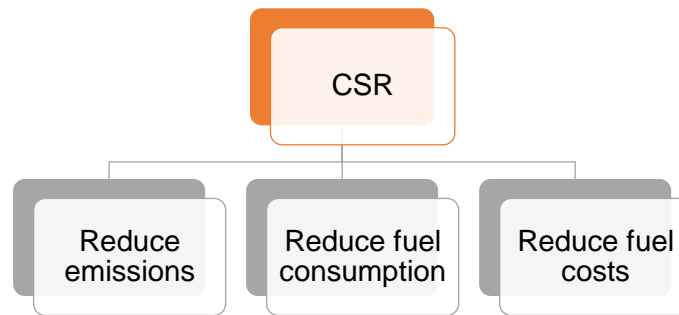 CSR
Reduce
emissions
Reduce fuel
consumption
Reduce fuel
costs